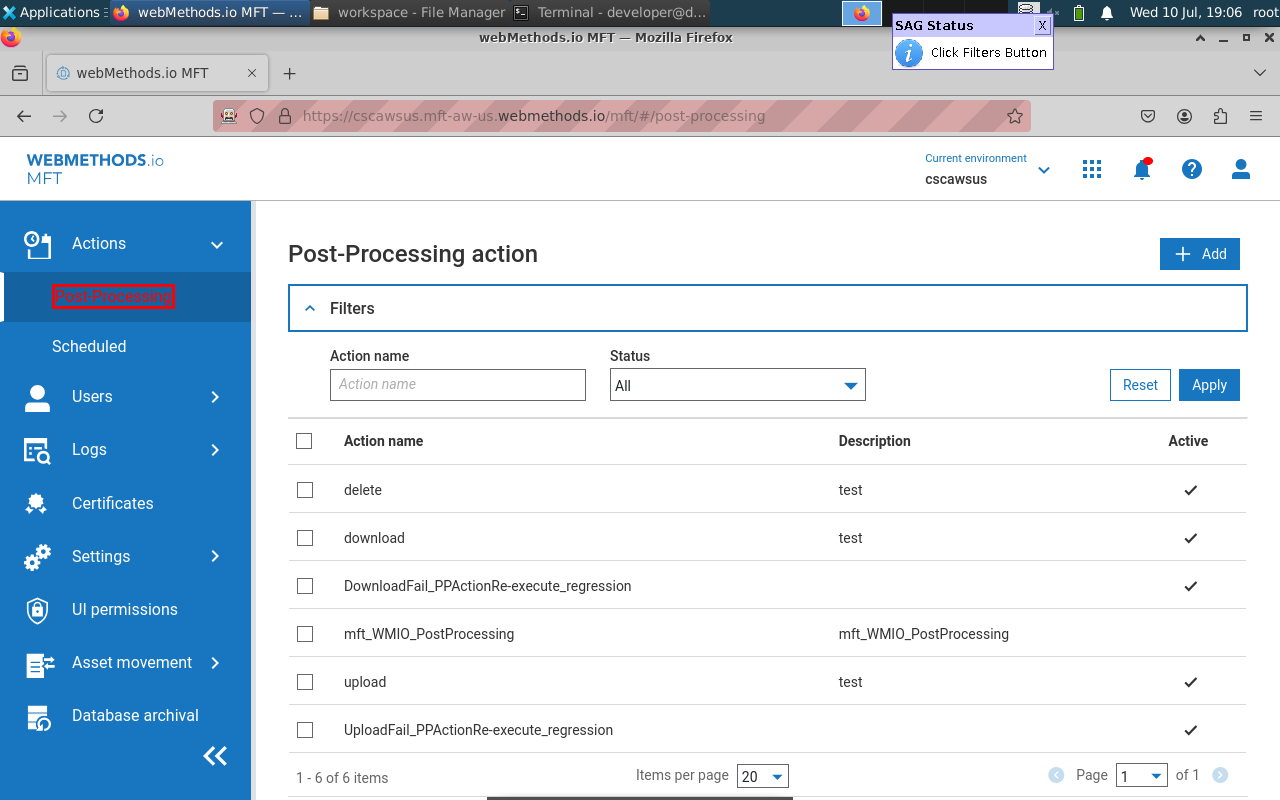 Applications
webMethods.io MFT — ...
workspace - File Manager
Terminal - developer@d...
Wed 10 Jul, 19:06
root
webMethods.io MFT — Mozilla Firefox
SAG Status
X
Click Filters Button
webMethods.io MFT
https://cscawsus.mft-aw-us.webmethods.io/mft/#/post-processing
WEBMETHODS.io
MFT
Current environment
cscawsus
Actions
Post-Processing
Scheduled
Users
Logs
Certificates
Settings
UI permissions
Asset movement
Database archival
Post-Processing action
Add
Filters
Action name
Status
Action name
All
Reset
Apply
Action name Description Active
delete test
download test
DownloadFail_PPActionRe-execute_regression
mft_WMIO_PostProcessing mft_WMIO_PostProcessing
upload test
UploadFail_PPActionRe-execute_regression
1 - 6 of 6 items
Items per page 20
Page 1 of 1